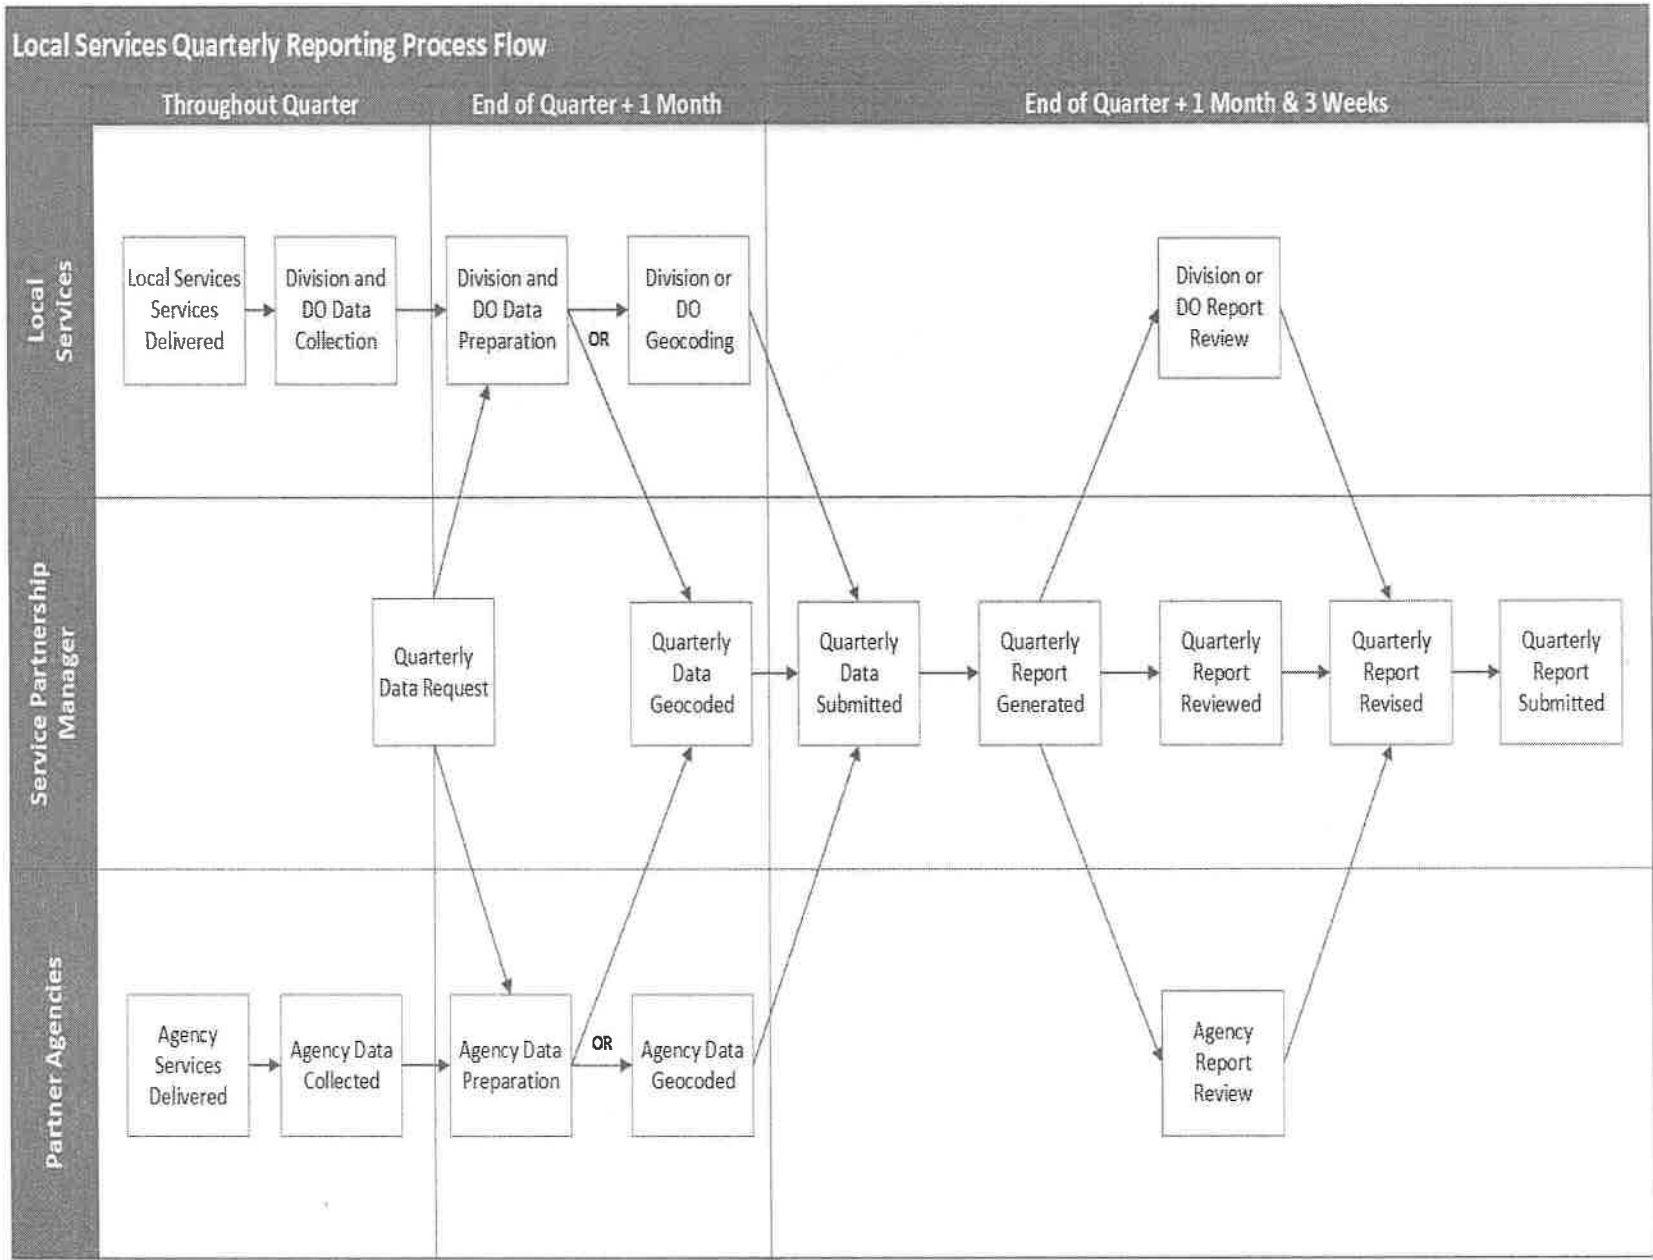 Local Services Quarterly Reporting Process Flow
Throughout Quarter
End of Quarter + 1 Month
End of Quarter + 1 Month & 3 Weeks
Local
Services
Local Services
Services
Delivered
Division and
DO Data
Collection
Division and
DO Data
Preparation
OR
Division or
DO
Geocoding
Division or
DO Report
Review
Service Partnership
Manager
Quarterly
Data Request
Quarterly
Data
Geocoded
Quarterly
Data
Submitted
Quarterly
Report
Generated
Quarterly
Report
Reviewed
Quarterly
Report
Revised
Quarterly
Report
Submitted
Partner Agencies
Agency
Services
Delivered
Agency Data
Collected
Agency Data
Preparation
OR
Agency Data
Geocoded
Agency
Report
Review